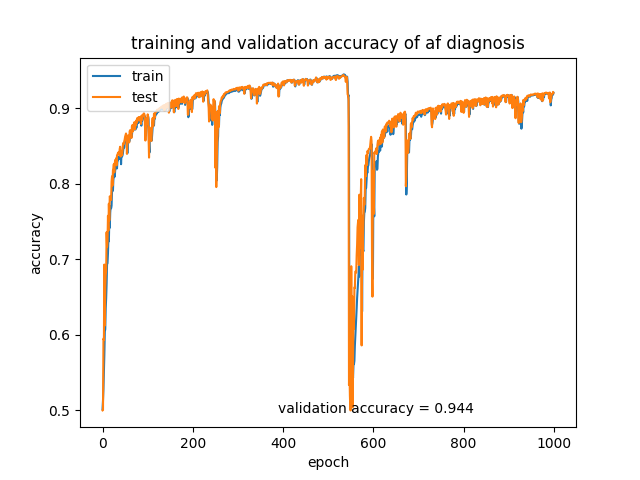 training and validation accuracy of af diagnosis
train
test
0.9
0.8
0.7
0.6
0.5
accuracy
validation accuracy = 0.944
0 200 400 600 800 1000
epoch